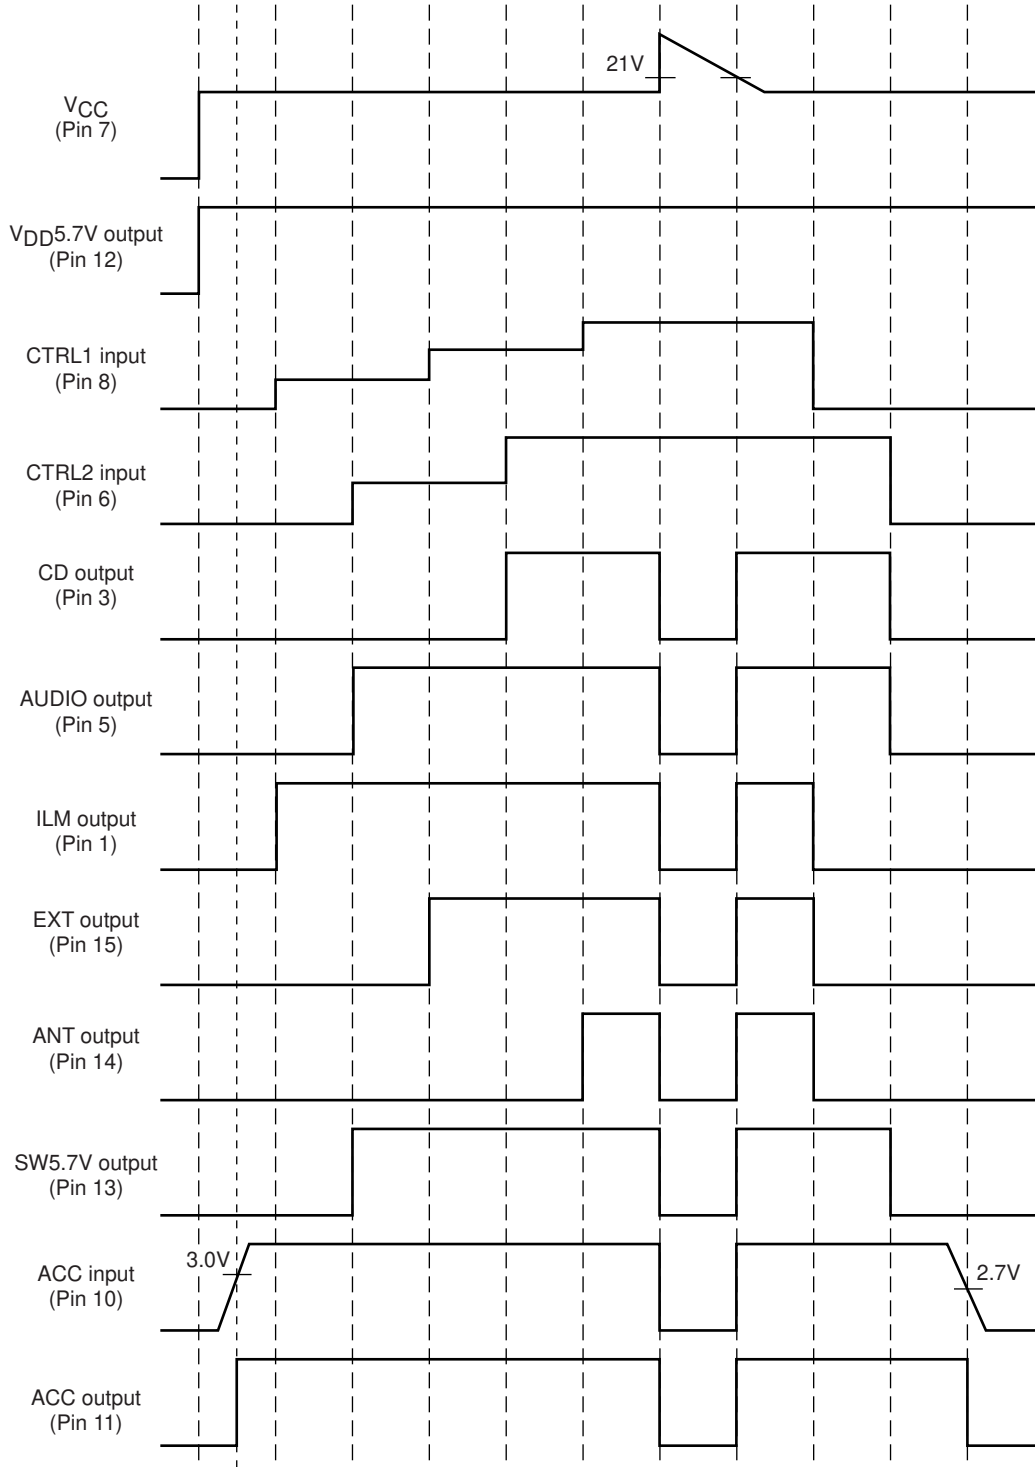 21V
VCC
(Pin 7)
VDD5.7V output
(Pin 12)
CTRL1 input
(Pin 8)
CTRL2 input
(Pin 6)
CD output
(Pin 3)
AUDIO output
(Pin 5)
ILM output
(Pin 1)
EXT output
(Pin 15)
ANT output
(Pin 14)
SW5.7V output
(Pin 13)
3.0V
ACC input
(Pin 10)
2.7V
ACC output
(Pin 11)